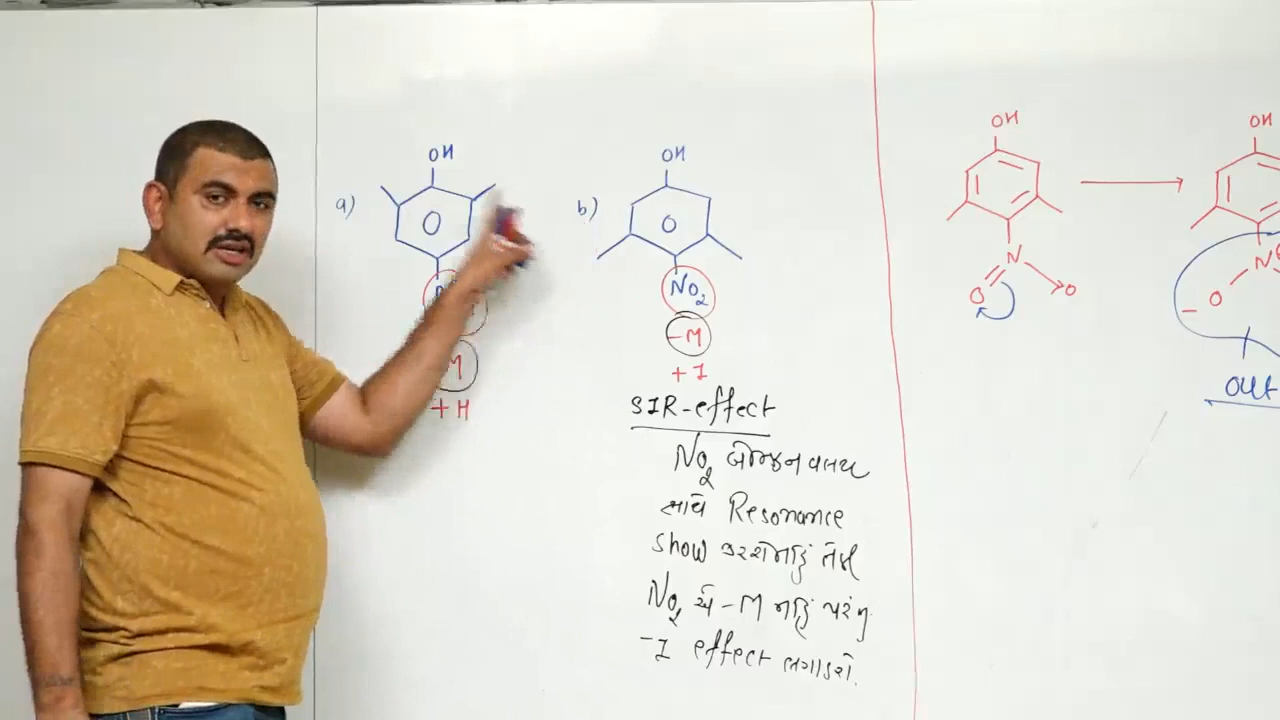 OH
a)
+ H
OH
b)
NO2
-M
+ I
SIR-effect
NO2 બેન્ઝિન વલય
સાથે Resonance
show કરશે નહિ તેથી
NO2 એ -M નહિ પરંતુ
-I effect લગાડશે.
OH
N
O
O
OH
N
- O
out